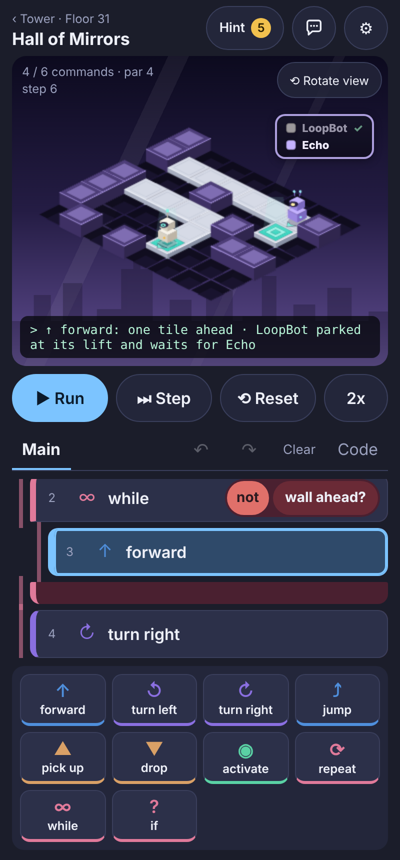 ‹ Tower · Floor 31
Hall of Mirrors
Hint 5
4 / 6 commands · par 4
step 6
⟲ Rotate view
LoopBot ✓
Echo
> ↑ forward: one tile ahead · LoopBot parked
at its lift and waits for Echo
▶ Run
⏭ Step
⟲ Reset
2x
Main
↶
↷
Clear
Code
2 ∞ while not wall ahead?
3 ↑ forward
4 ↻ turn right
↑ forward
↺ turn left
↻ turn right
⤴ jump
▲ pick up
▼ drop
◉ activate
⟳ repeat
∞ while
? if